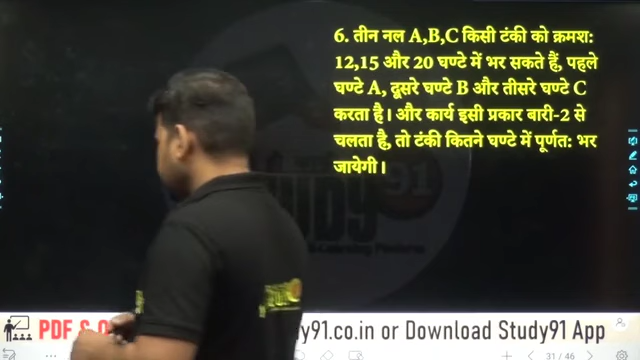 6. तीन नल A,B,C किसी टंकी को क्रमश:
12,15 और 20 घण्टे में भर सकते हैं, पहले
घण्टे A, दूसरे घण्टे B और तीसरे घण्टे C
करता है। और कार्य इसी प्रकार बारी-2 से
चलता है, तो टंकी कितने घण्टे में पूर्णत: भर
जायेगी।
91
PDF & y91.co.in or Download Study91 App
31 / 46